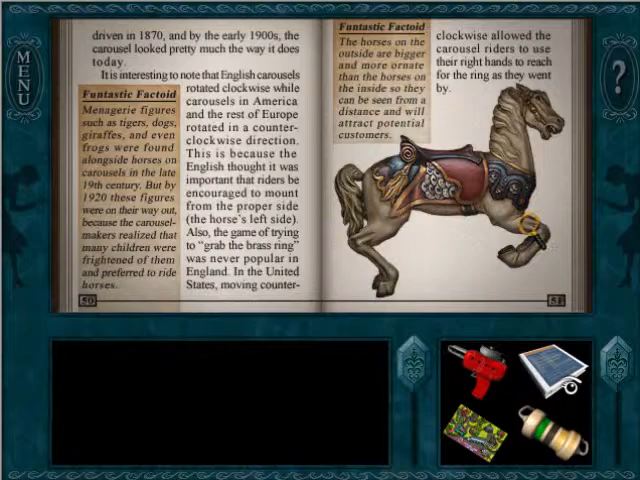 MENU
?
driven in 1870, and by the early 1900s, the
carousel looked pretty much the way it does
today.
It is interesting to note that English carousels
rotated clockwise while
carousels in America
and the rest of Europe
rotated in a counter-
clockwise direction.
This is because the
English thought it was
important that riders be
encouraged to mount
from the proper side
(the horse's left side).
Also, the game of trying
to "grab the brass ring"
was never popular in
England. In the United
States, moving counter-
Funtastic Factoid
Menagerie figures
such as tigers, dogs,
giraffes, and even
frogs were found
alongside horses on
carousels in the late
19th century. But by
1920 these figures
were on their way out,
because the carousel-
makers realized that
many children were
frightened of them
and preferred to ride
horses.
50
Funtastic Factoid
The horses on the
outside are bigger
and more ornate
than the horses on
the inside so they
can be seen from a
distance and will
attract potential
customers.
clockwise allowed the
carousel riders to use
their right hands to reach
for the ring as they went
by.
51